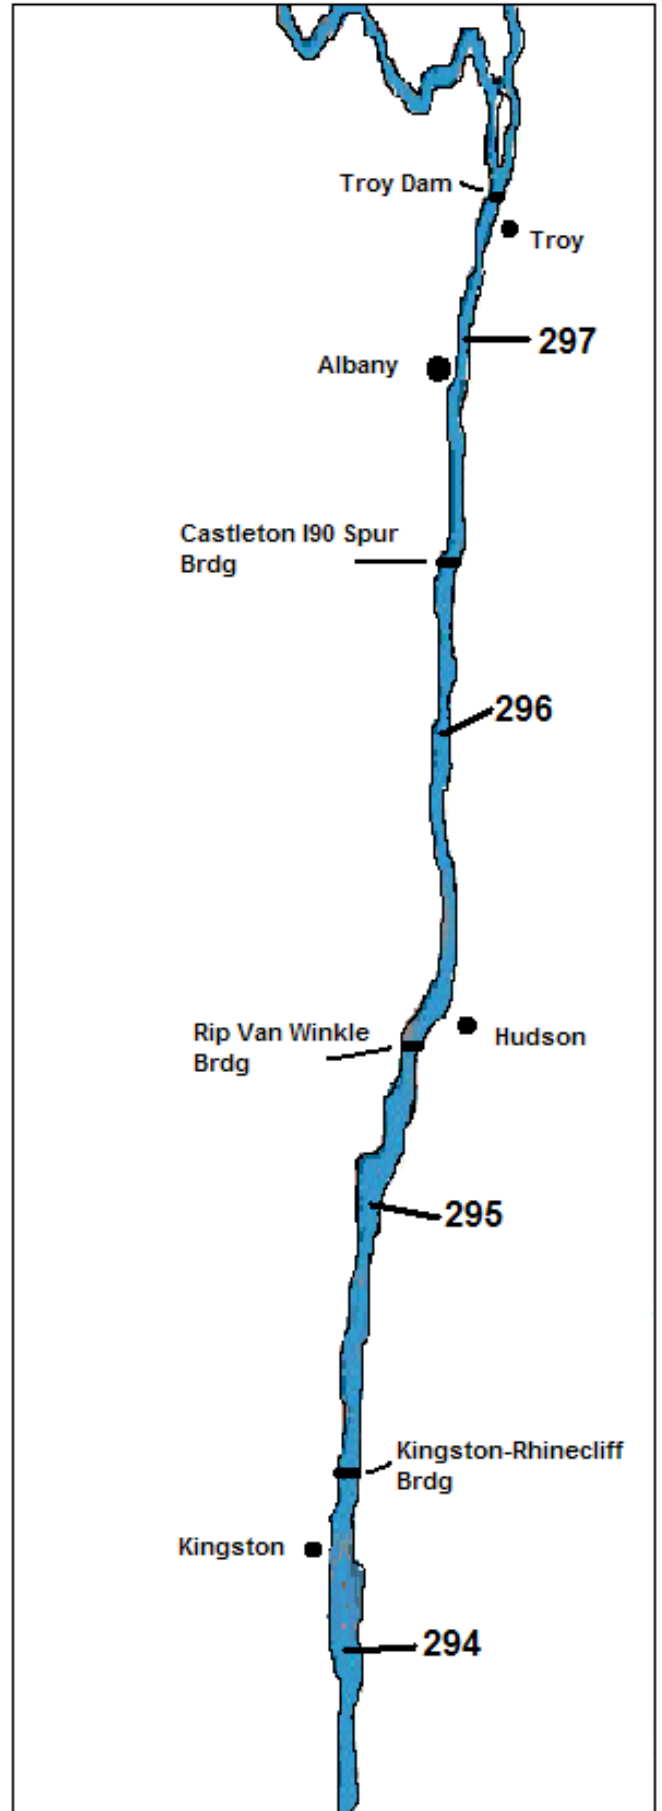 Troy Dam
Troy
297
Albany
Castleton I90 Spur
Brdg
296
Rip Van Winkle
Brdg
Hudson
295
Kingston-Rhinecliff
Brdg
Kingston
294